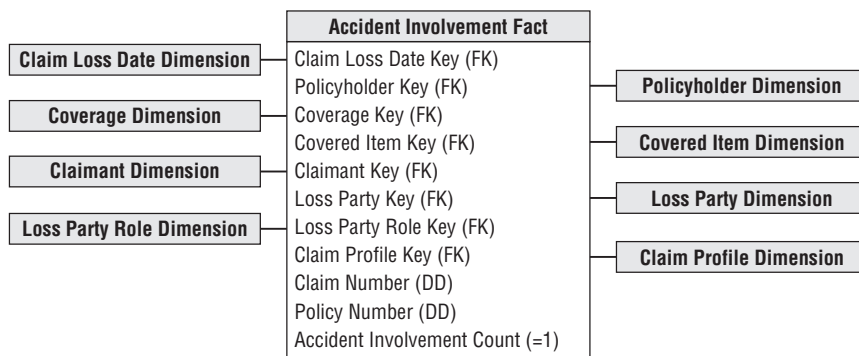 Accident Involvement Fact
Claim Loss Date Dimension
Coverage Dimension
Claimant Dimension
Loss Party Role Dimension
Claim Loss Date Key (FK)
Policyholder Key (FK)
Coverage Key (FK)
Covered Item Key (FK)
Claimant Key (FK)
Loss Party Key (FK)
Loss Party Role Key (FK)
Claim Profile Key (FK)
Claim Number (DD)
Policy Number (DD)
Accident Involvement Count (=1)
Policyholder Dimension
Covered Item Dimension
Loss Party Dimension
Claim Profile Dimension